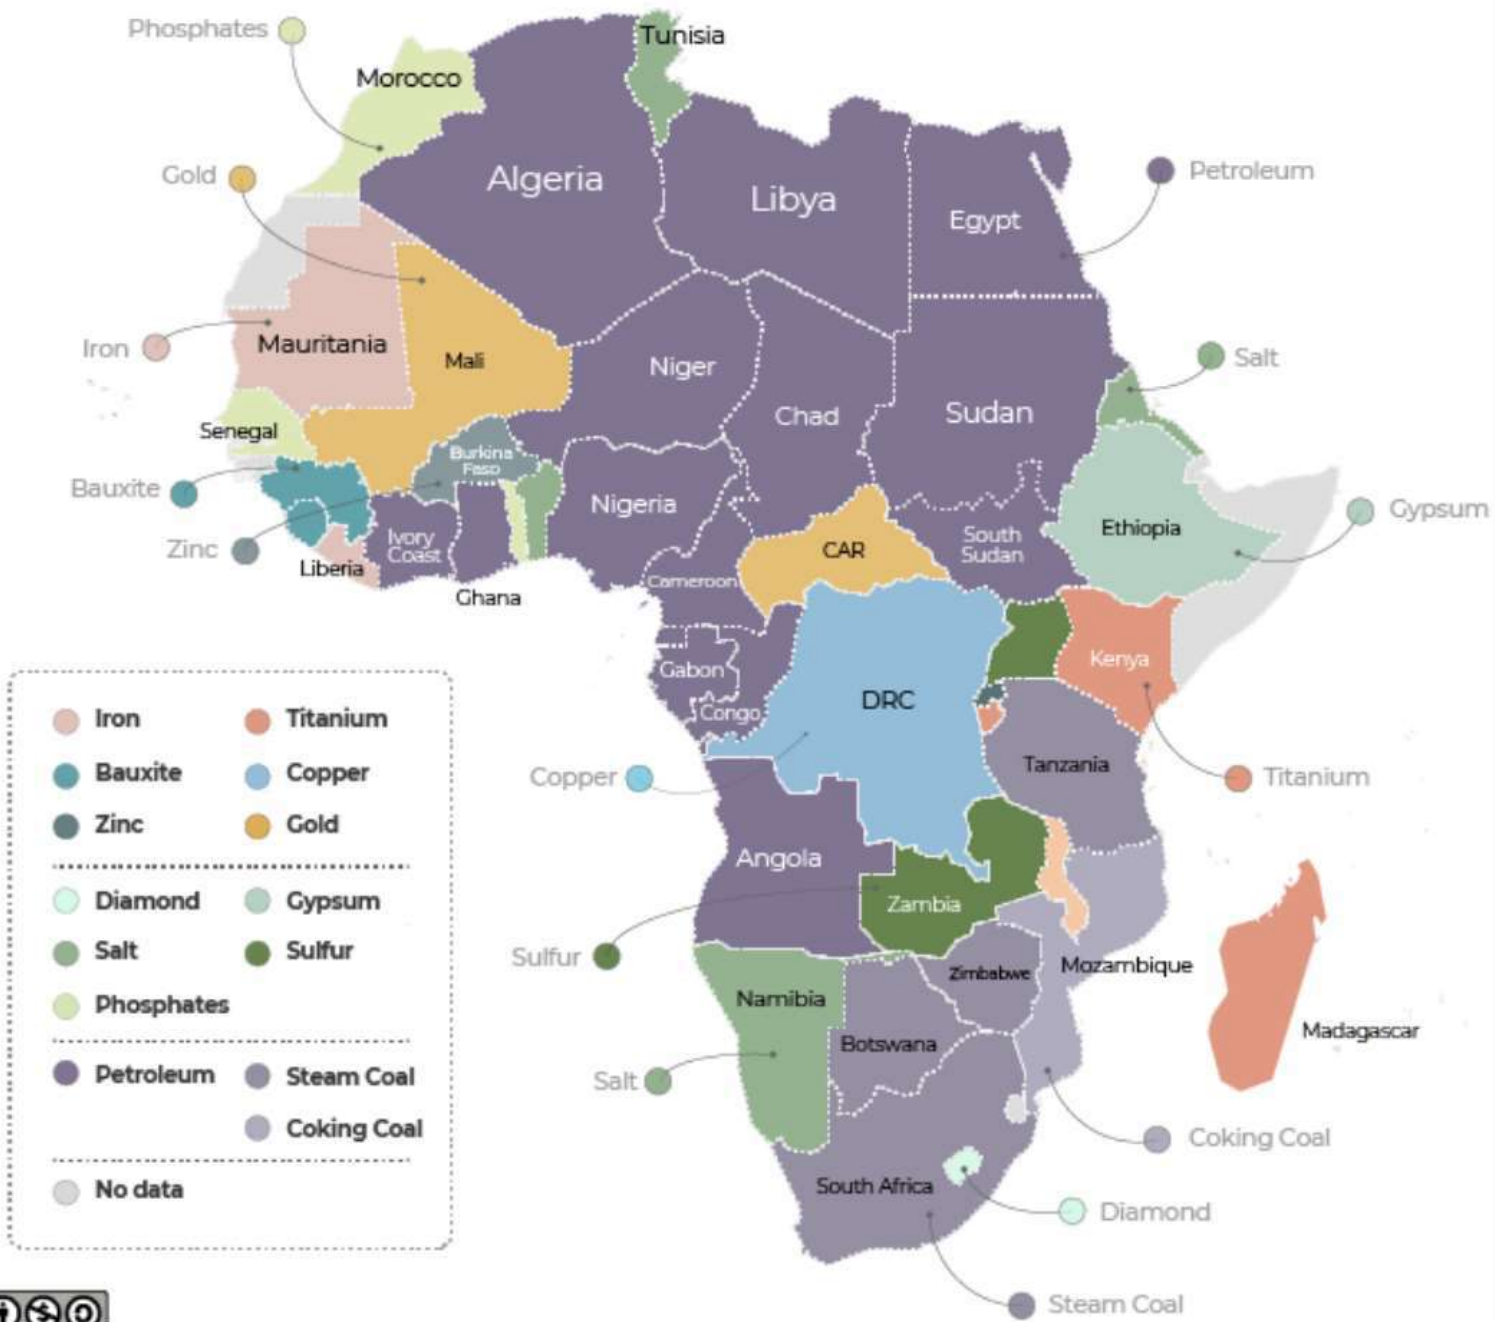 Phosphates
Tunisia
Morocco
Gold
Algeria
Libya
Egypt
Petroleum
Iron
Mauritania
Mali
Niger
Chad
Sudan
Salt
Senegal
Burkina
Faso
Bauxite
Nigeria
Gypsum
Zinc
Ivory
Coast
Liberia
Ghana
CAR
South
Sudan
Ethiopia
Cameroon
Gabon
Congo
DRC
Kenya
Tanzania
Copper
Titanium
Angola
Zambia
Sulfur
Zimbabwe
Mozambique
Namibia
Botswana
Madagascar
Salt
Coking Coal
South Africa
Diamond
Steam Coal
Iron
Titanium
Bauxite
Copper
Zinc
Gold
Diamond
Gypsum
Salt
Sulfur
Phosphates
Petroleum
Steam Coal
Coking Coal
No data